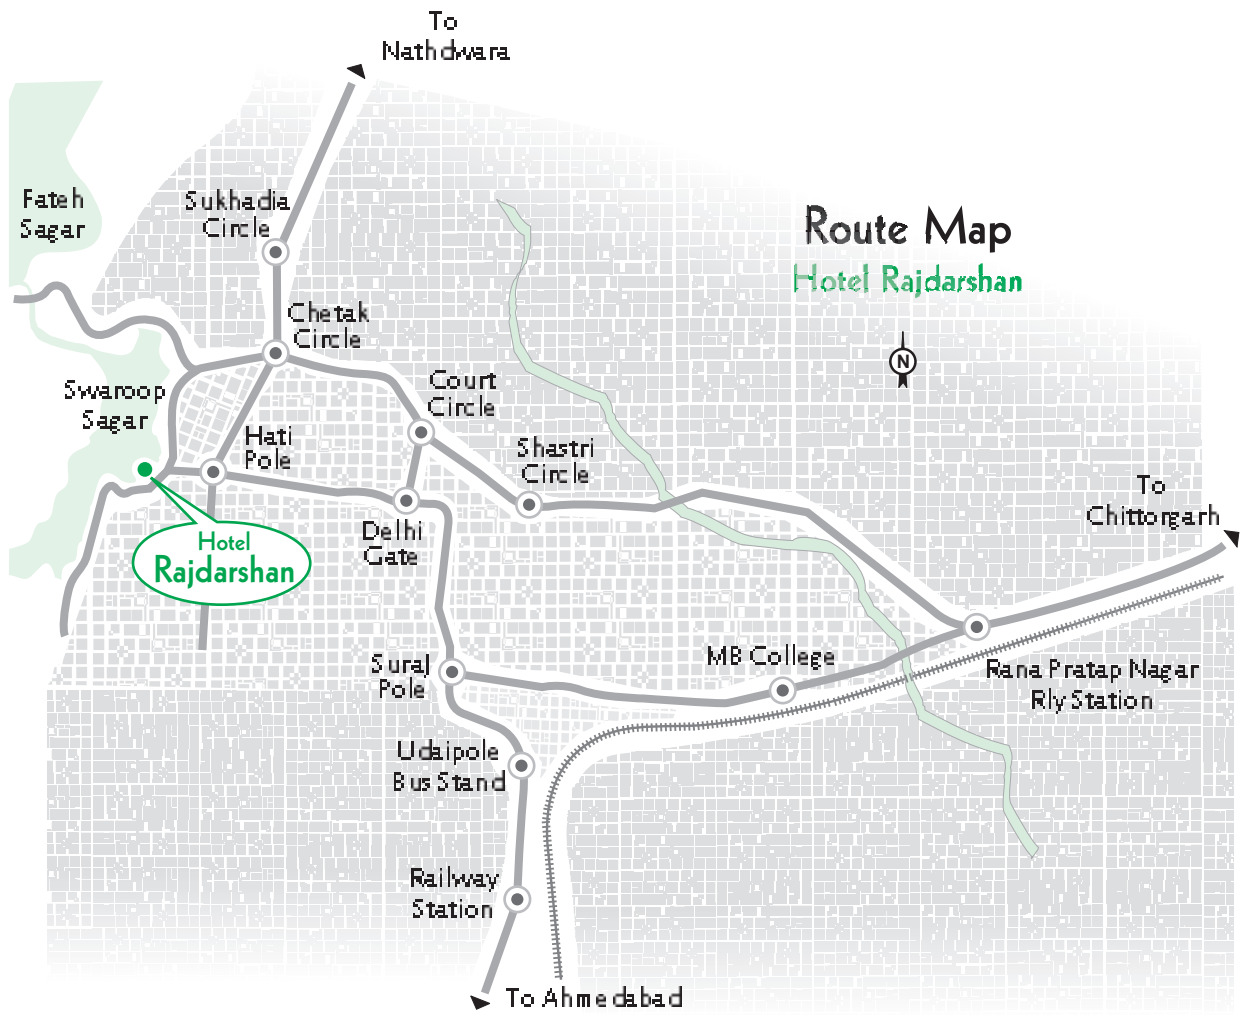 To
Nathdwara
Fateh
Sagar
Sukhadia
Circle
Route Map
Hotel Rajdarshan
Chetak
Circle
N
Swaroop
Sagar
Court
Circle
Hati
Pole
Shastri
Circle
To
Chittorgarh
Delhi
Gate
Hotel
Rajdarshan
Suraj
Pole
MB College
Rana Pratap Nagar
Rly Station
Udaipole
Bus Stand
Railway
Station
To Ahmedabad